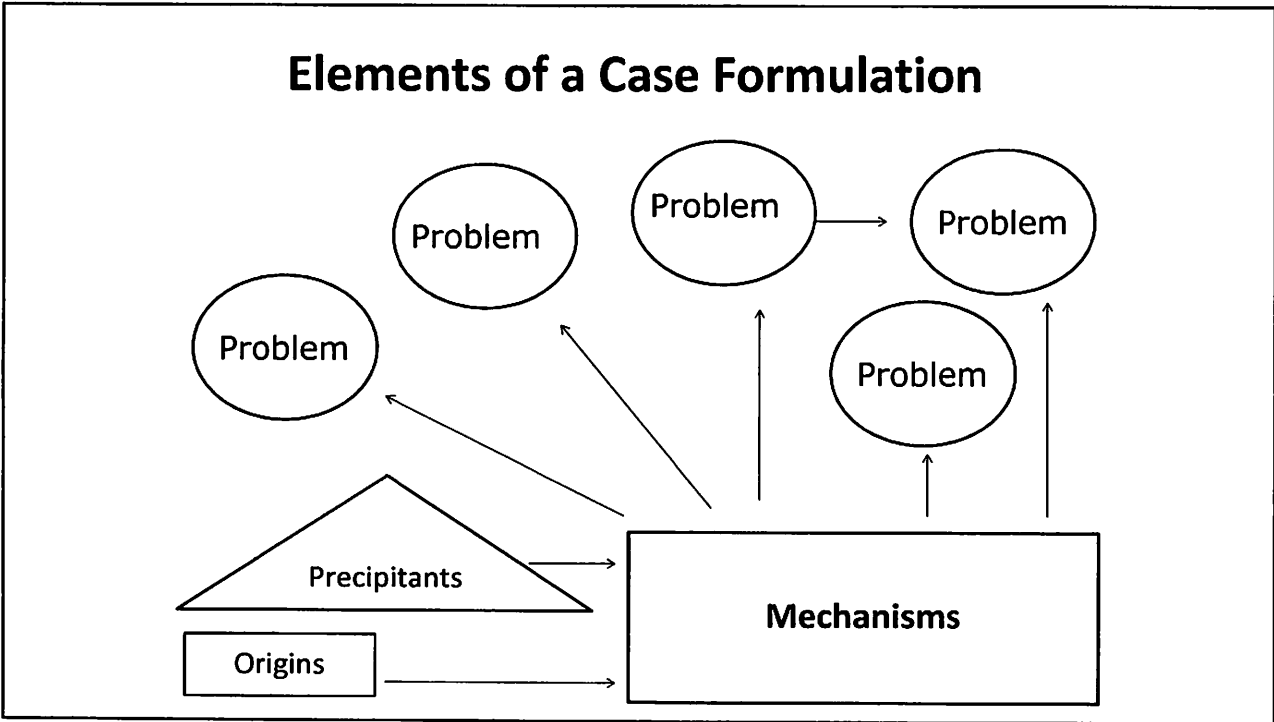 Elements of a Case Formulation
Problem
Problem
Problem
Problem
Problem
Precipitants
Mechanisms
Origins